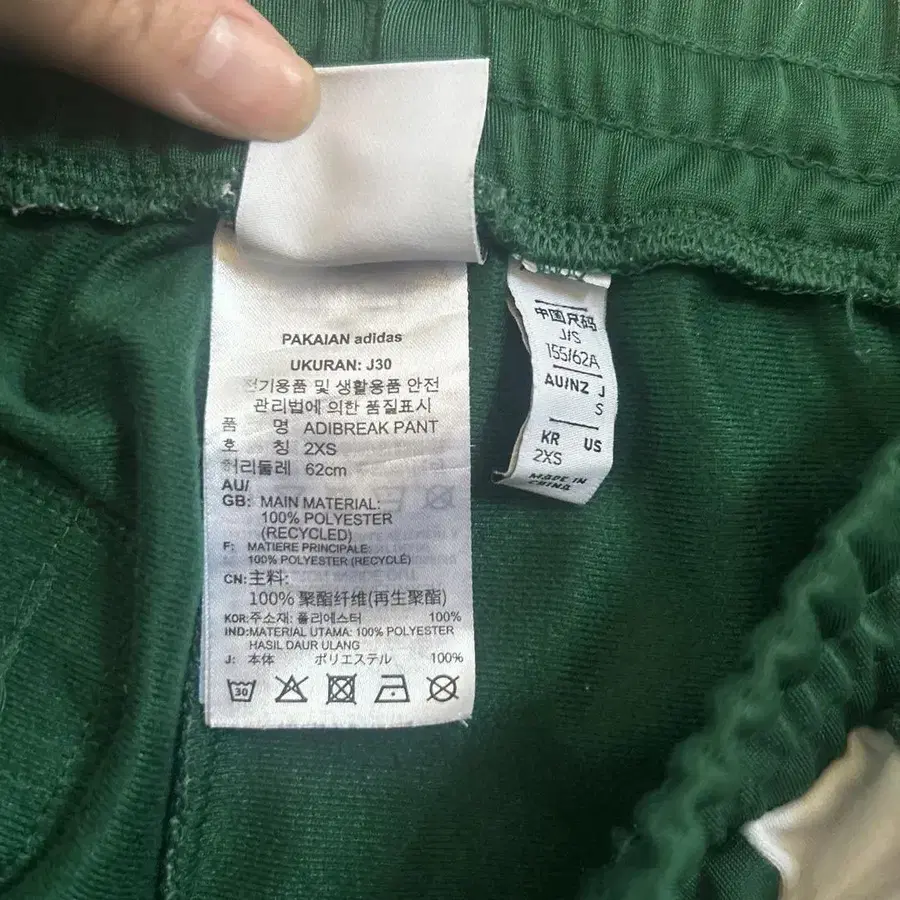 PAKAIAN adidas
UKURAN: J30
전기용품 및 생활용품 안전
관리법에 의한 품질표시
품 명 ADIBREAK PANT
호 칭 2XS
허리둘레 62cm
AU/
GB: MAIN MATERIAL:
100% POLYESTER
(RECYCLED)
F: MATIERE PRINCIPALE:
100% POLYESTER (RECYCLÉ)
CN:主料:
100% 聚酯纤维(再生聚酯)
KOR:주소재: 폴리에스터 100%
IND:MATERIAL UTAMA: 100% POLYESTER
HASIL DAUR ULANG
J: 本体 ポリエステル 100%
30
中国尺码
J/S
155/62A
AU/NZ J
S
KR US
2XS
MADE IN
CHINA